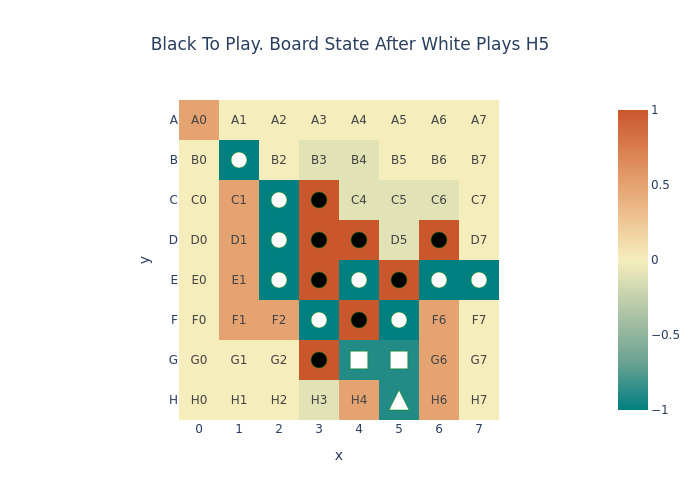 Black To Play. Board State After White Plays H5
A A0 A1 A2 A3 A4 A5 A6 A7
B B0 B2 B3 B4 B5 B6 B7
C C0 C1 C4 C5 C6 C7
D D0 D1 D5 D7
E E0 E1
F F0 F1 F2 F6 F7
G G0 G1 G2 G6 G7
H H0 H1 H2 H3 H4 H6 H7
0 1 2 3 4 5 6 7
x
y
1
0.5
0
−0.5
−1